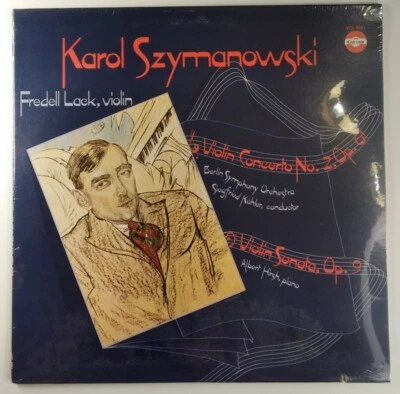 Karol Szymanowski
Fredell Lack, violin
Violin Concerto No. 2, Op. 61
Berlin Symphony Orchestra
Siegfried Köhler, conductor
Violin Sonata, Op. 9
Albert Hirsh, piano